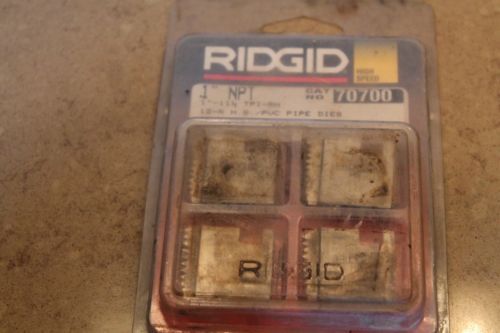 RIDGID
HIGH
SPEED
1" NPT
CAT
NO 70700
1"-11½ TPI-RH
12-R H.S./PVC PIPE DIES
RIDGID